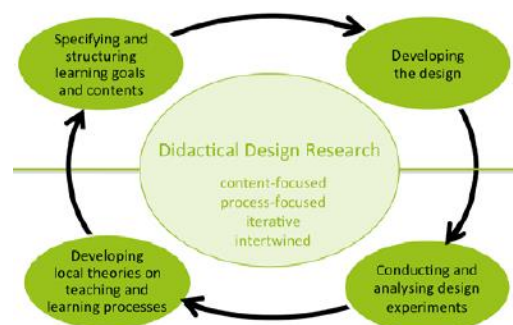 Specifying and
structuring
learning goals
and contents
Developing
the design
Didactical Design Research
content-focused
process-focused
iterative
intertwined
Developing
local theories on
teaching and
learning processes
Conducting and
analysing design
experiments